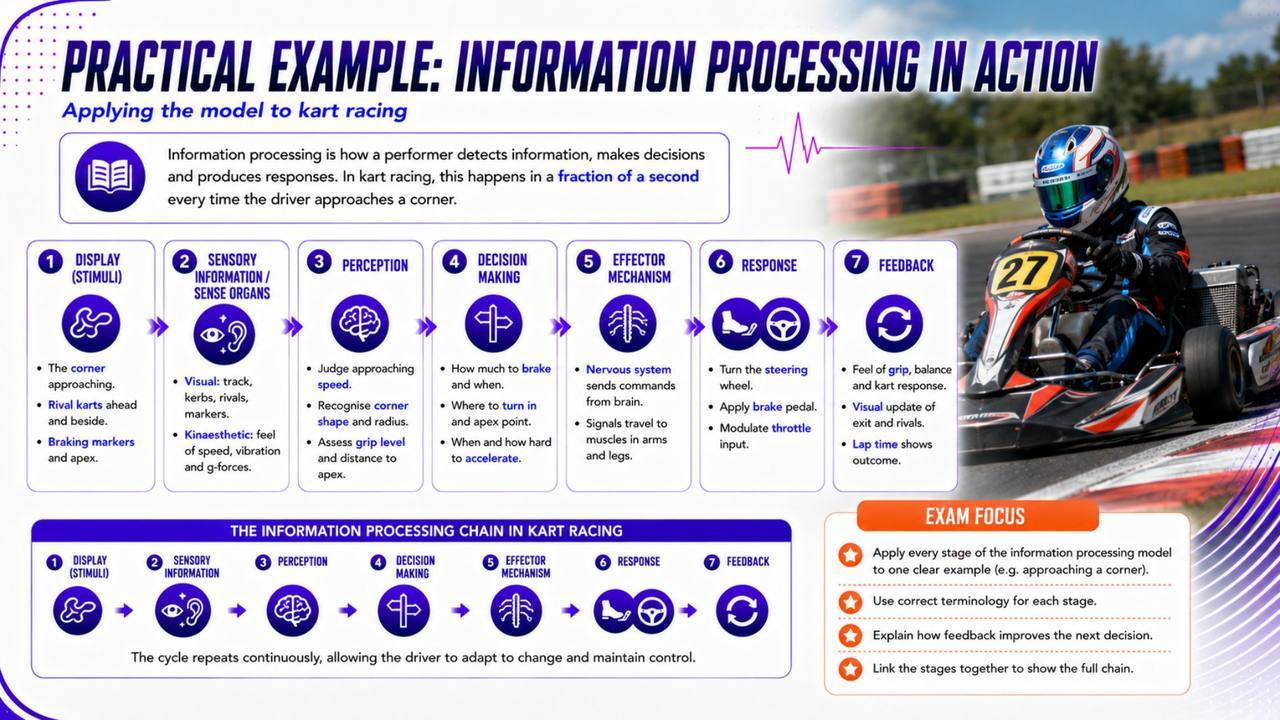 PRACTICAL EXAMPLE: INFORMATION PROCESSING IN ACTION
Applying the model to kart racing
Information processing is how a performer detects information, makes decisions
and produces responses. In kart racing, this happens in a fraction of a second
every time the driver approaches a corner.
1 DISPLAY
(STIMULI)
• The corner
approaching.
• Rival karts ahead
and beside.
• Braking markers
and apex.
2 SENSORY
INFORMATION /
SENSE ORGANS
• Visual: track,
kerbs, rivals,
markers.
• Kinaesthetic: feel
of speed, vibration
and g-forces.
3 PERCEPTION
• Judge approaching
speed.
• Recognise corner
shape and radius.
• Assess grip level
and distance to
apex.
4 DECISION
MAKING
• How much to brake
and when.
• Where to turn in
and apex point.
• When and how hard
to accelerate.
5 EFFECTOR
MECHANISM
• Nervous system
sends commands
from brain.
• Signals travel to
muscles in arms
and legs.
6 RESPONSE
• Turn the steering
wheel.
• Apply brake pedal.
• Modulate throttle
input.
7 FEEDBACK
• Feel of grip, balance
and kart response.
• Visual update of
exit and rivals.
• Lap time shows
outcome.
27
THE INFORMATION PROCESSING CHAIN IN KART RACING
1 DISPLAY
(STIMULI)
2 SENSORY
INFORMATION
3 PERCEPTION
4 DECISION
MAKING
5 EFFECTOR
MECHANISM
6 RESPONSE
7 FEEDBACK
The cycle repeats continuously, allowing the driver to adapt to change and maintain control.
EXAM FOCUS
Apply every stage of the information processing model
to one clear example (e.g. approaching a corner).
Use correct terminology for each stage.
Explain how feedback improves the next decision.
Link the stages together to show the full chain.